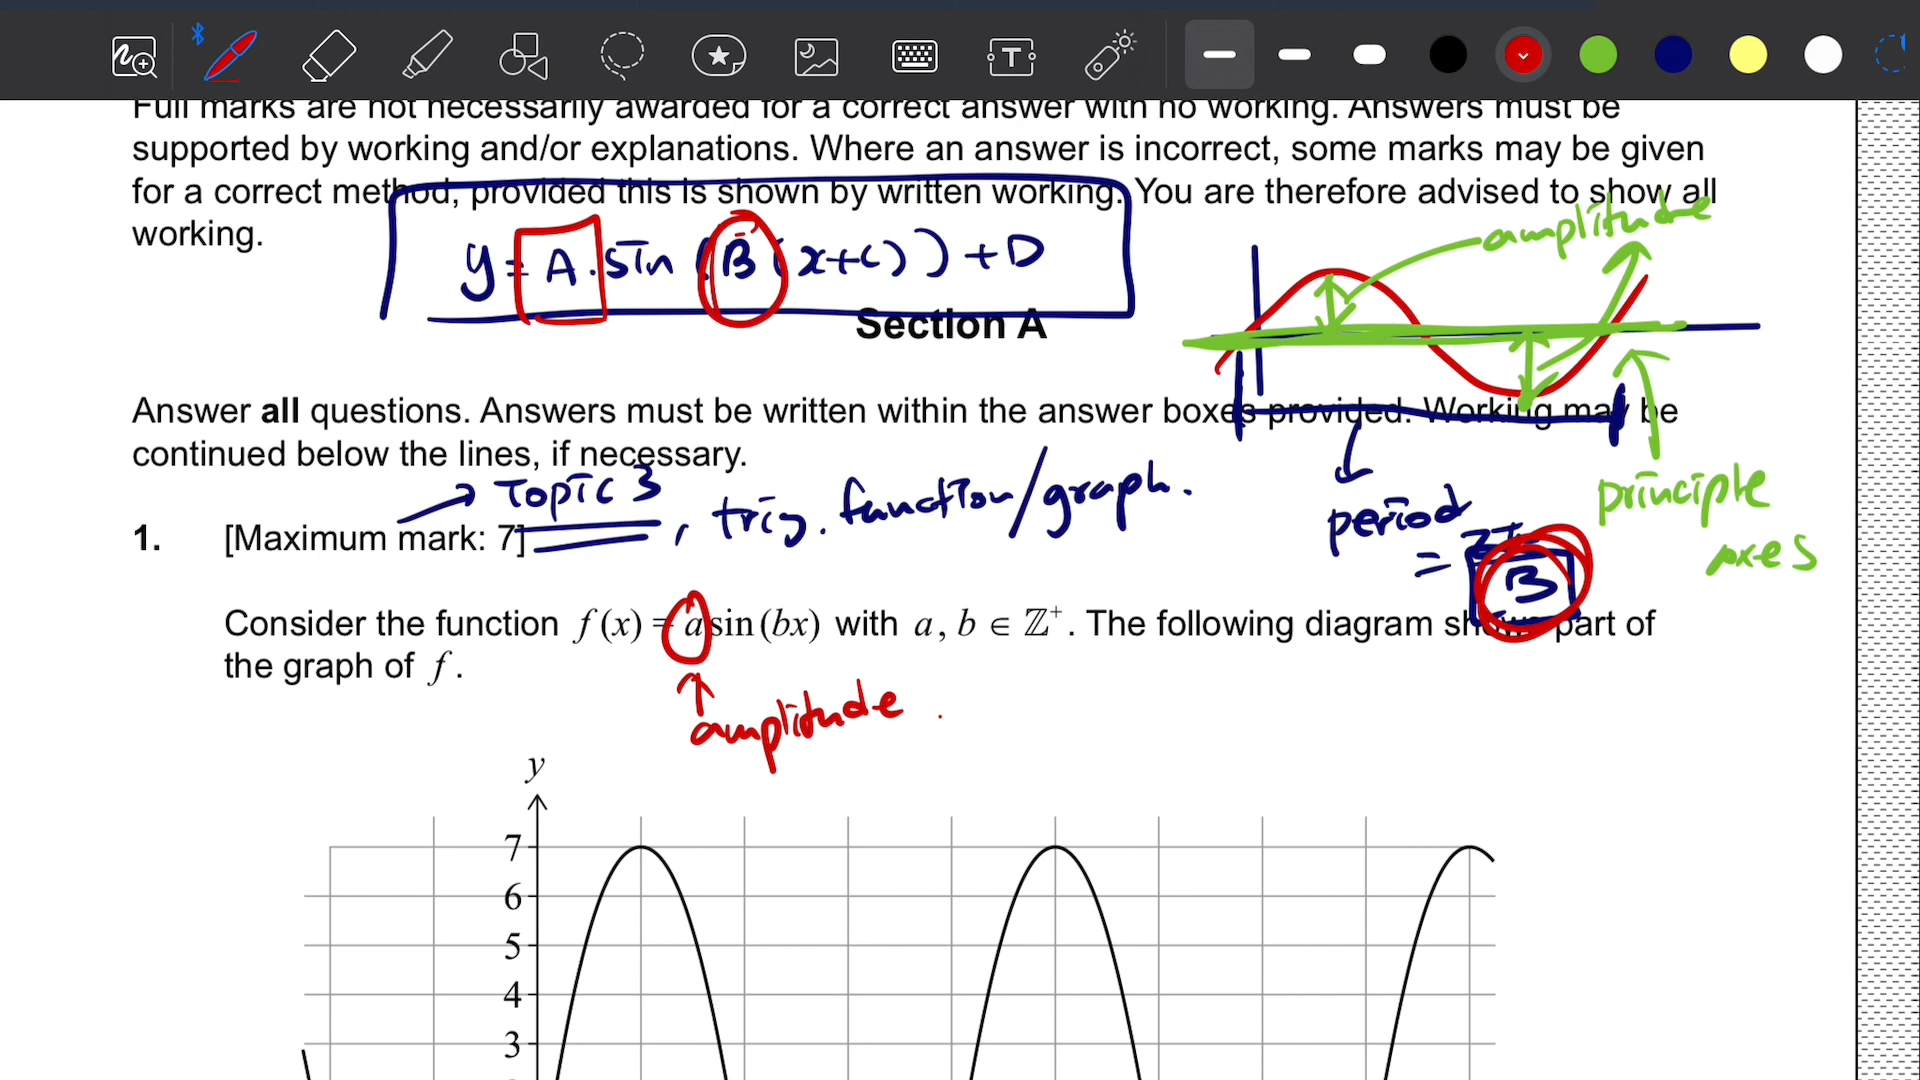 Full marks are not necessarily awarded for a correct answer with no working. Answers must be
supported by working and/or explanations. Where an answer is incorrect, some marks may be given
for a correct method, provided this is shown by written working. You are therefore advised to show all
working.
y = A . sin (B (x+c)) + D
amplitude
Section A
Answer all questions. Answers must be written within the answer boxes provided. Working may be
continued below the lines, if necessary.
→ Topic 3, trig. function/graph.
period
= 2π
B
principle
axes
1. [Maximum mark: 7]
Consider the function f(x) = a sin(bx) with a, b ∈ ℤ⁺. The following diagram shows part of
the graph of f.
amplitude
y
7
6
5
4
3
T